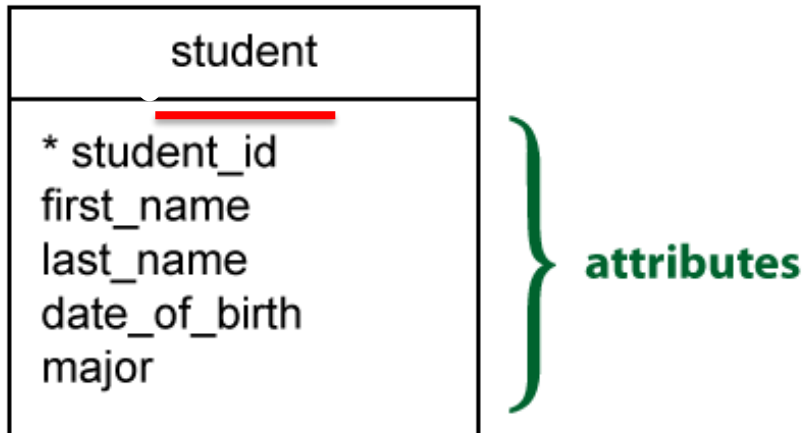 student
* student_id
first_name
last_name
date_of_birth
major
attributes